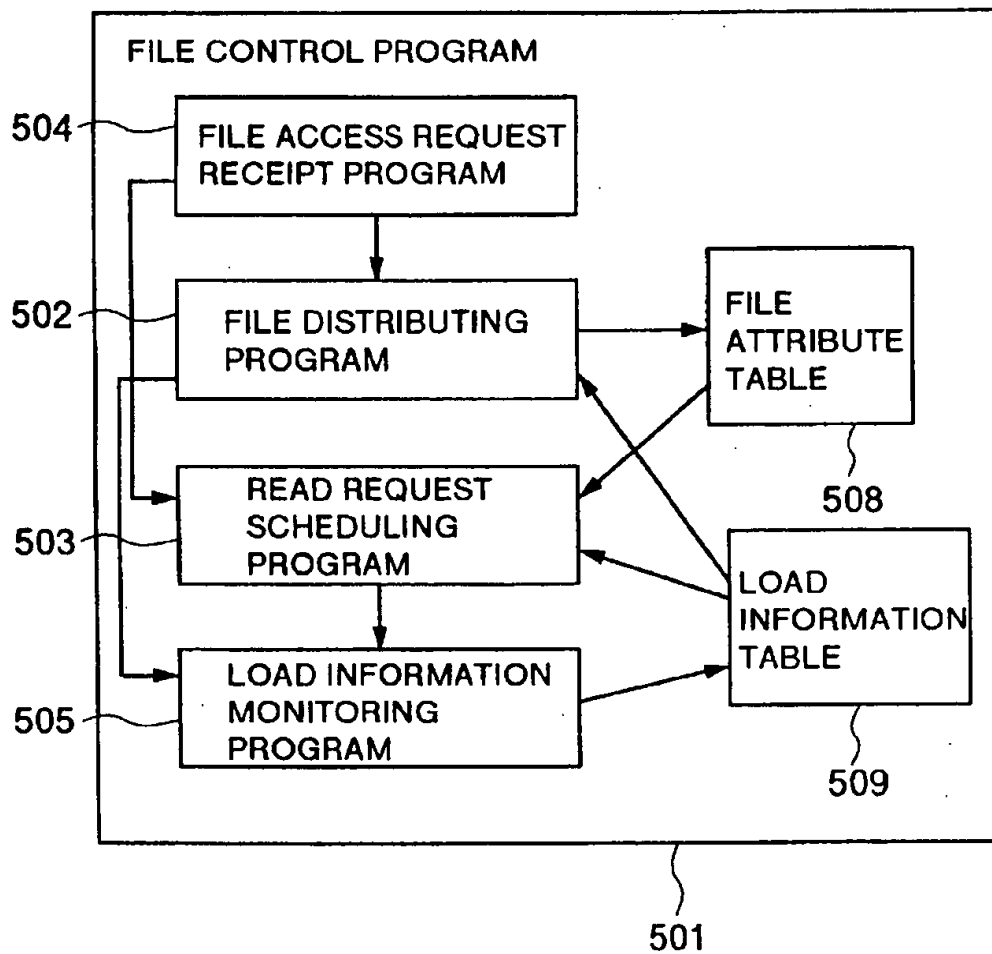 FILE CONTROL PROGRAM
504
FILE ACCESS REQUEST
RECEIPT PROGRAM
502
FILE DISTRIBUTING
PROGRAM
FILE
ATTRIBUTE
TABLE
508
503
READ REQUEST
SCHEDULING
PROGRAM
LOAD
INFORMATION
TABLE
509
505
LOAD INFORMATION
MONITORING
PROGRAM
501